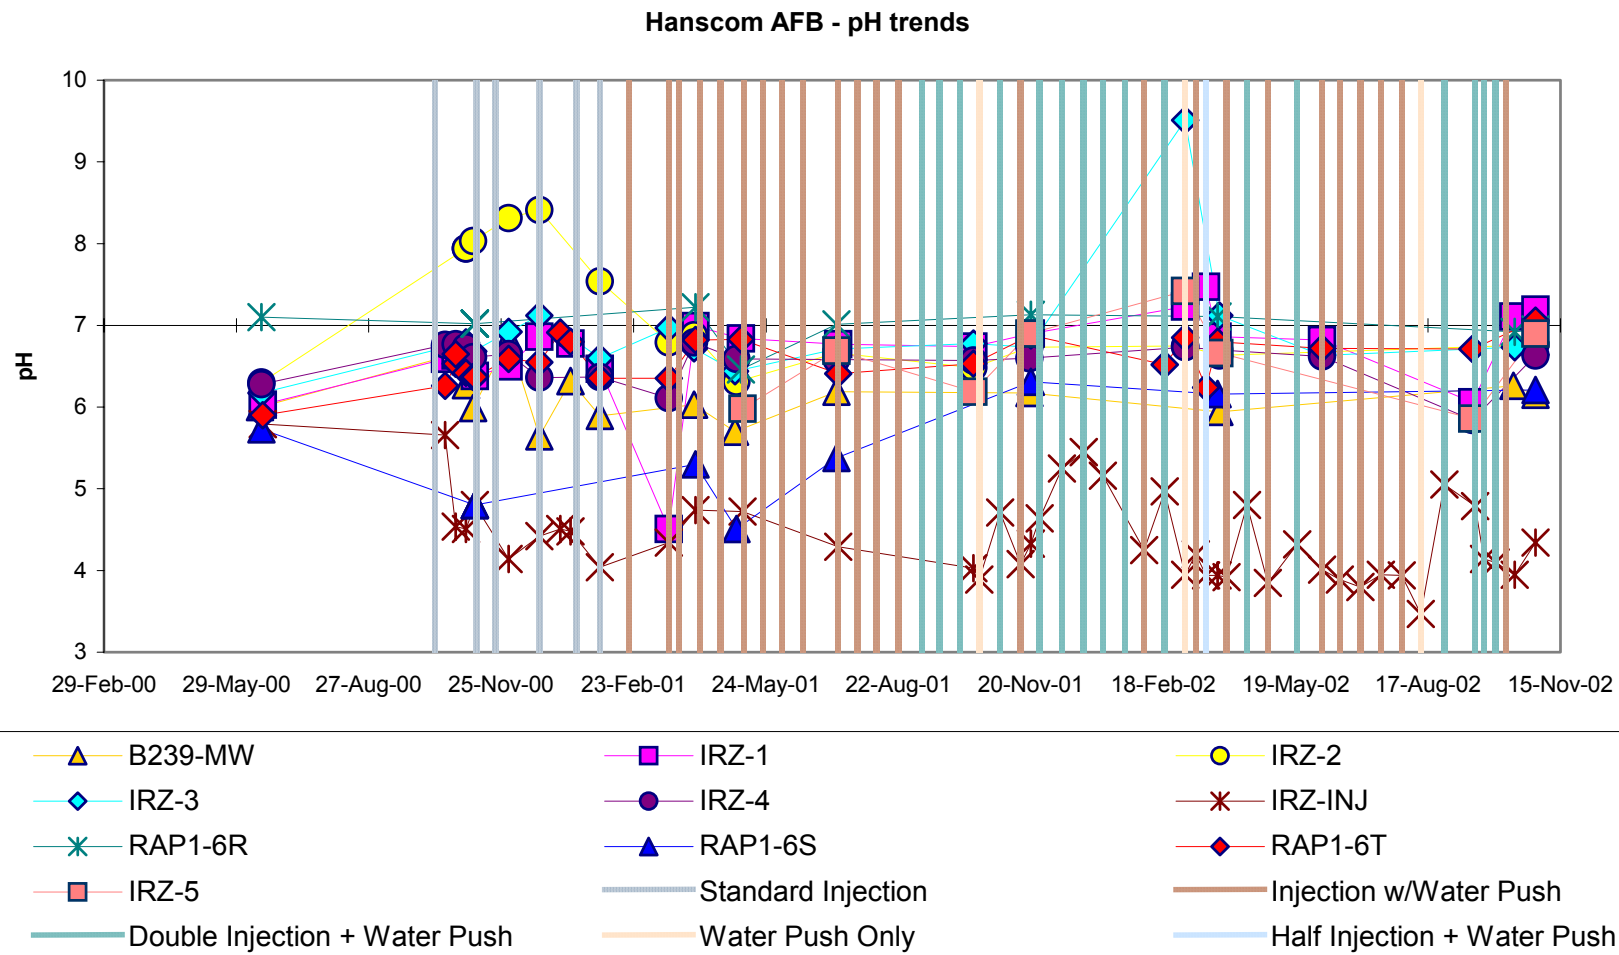 Hanscom AFB - pH trends
10
9
8
7
6
5
4
3
pH
29-Feb-00 29-May-00 27-Aug-00 25-Nov-00 23-Feb-01 24-May-01 22-Aug-01 20-Nov-01 18-Feb-02 19-May-02 17-Aug-02 15-Nov-02
B239-MW IRZ-1 IRZ-2
IRZ-3 IRZ-4 IRZ-INJ
RAP1-6R RAP1-6S RAP1-6T
IRZ-5 Standard Injection Injection w/Water Push
Double Injection + Water Push Water Push Only Half Injection + Water Push